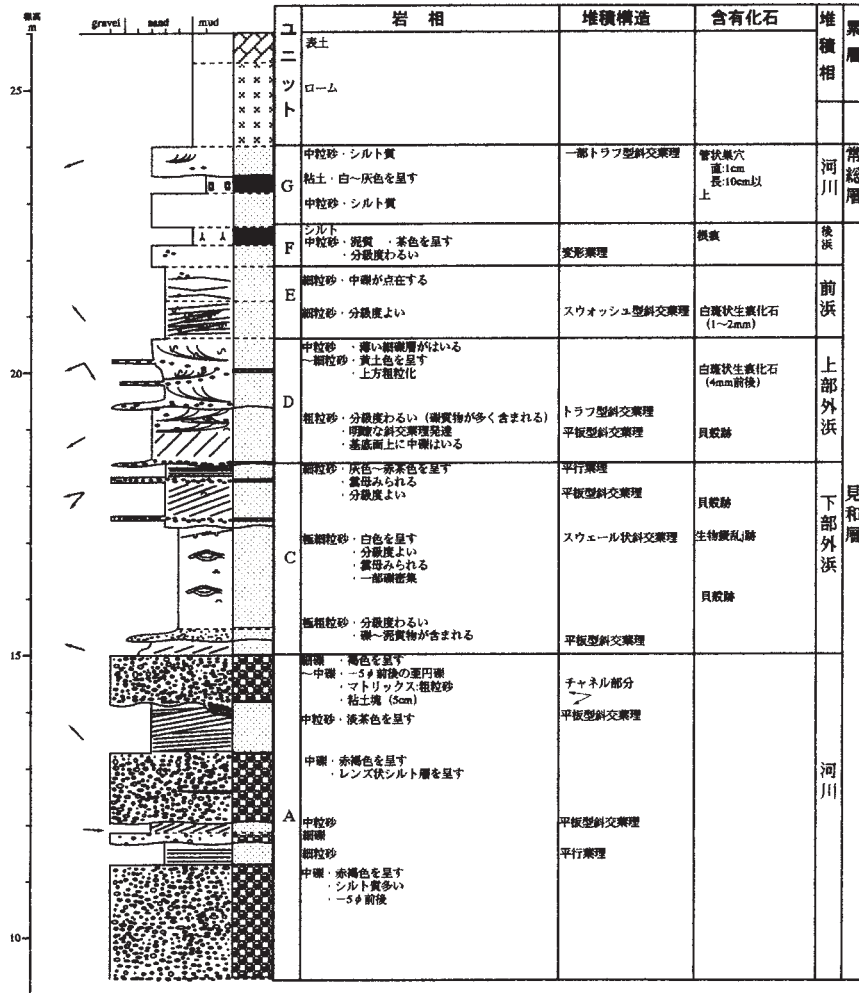 標高
m
gravel sand mud
ユニット
岩相
堆積構造
含有化石
堆積相
累層
表土
ローム
25
中粒砂・シルト質
一部トラフ型斜交葉理
管状巣穴
直:1cm
長:10cm以
上
粘土・白〜灰色を呈す
中粒砂・シルト質
G
河川
常総層
シルト
中粒砂・泥質 ・茶色を呈す
・分級度わるい
変形葉理
根痕
F
後浜
細粒砂・中礫が点在する
細粒砂・分級度よい
スウォッシュ型斜交葉理
白斑状生痕化石
(1〜2mm)
E
前浜
中粒砂 ・薄い細礫層がはいる
〜細粒砂・黄土色を呈す
・上方粗粒化
白斑状生痕化石
(4mm前後)
20
D
上部外浜
粗粒砂・分級度わるい(礫質物が多く含まれる)
・明瞭な斜交葉理発達
・基底面上に中礫はいる
トラフ型斜交葉理
平板型斜交葉理
貝殻跡
細粒砂・灰色〜赤茶色を呈す
・雲母みられる
・分級度よい
平行葉理
平板型斜交葉理
貝殻跡
極細粒砂・白色を呈す
・分級度よい
・雲母みられる
・一部礫密集
スウェール状斜交葉理
生物擾乱跡
C
貝殻跡
下部外浜
見和層
極粗粒砂・分級度わるい
・礫〜泥質物が含まれる
平板型斜交葉理
15
細礫 ・褐色を呈す
〜中礫・−5φ前後の亜円礫
・マトリックス:粗粒砂
・粘土塊(5cm)
チャネル部分
中粒砂・淡茶色を呈す
平板型斜交葉理
中礫・赤褐色を呈す
・レンズ状シルト層を呈す
河川
A
中粒砂
平板型斜交葉理
細礫
細粒砂
平行葉理
中礫・赤褐色を呈す
・シルト質多い
・−5φ前後
10